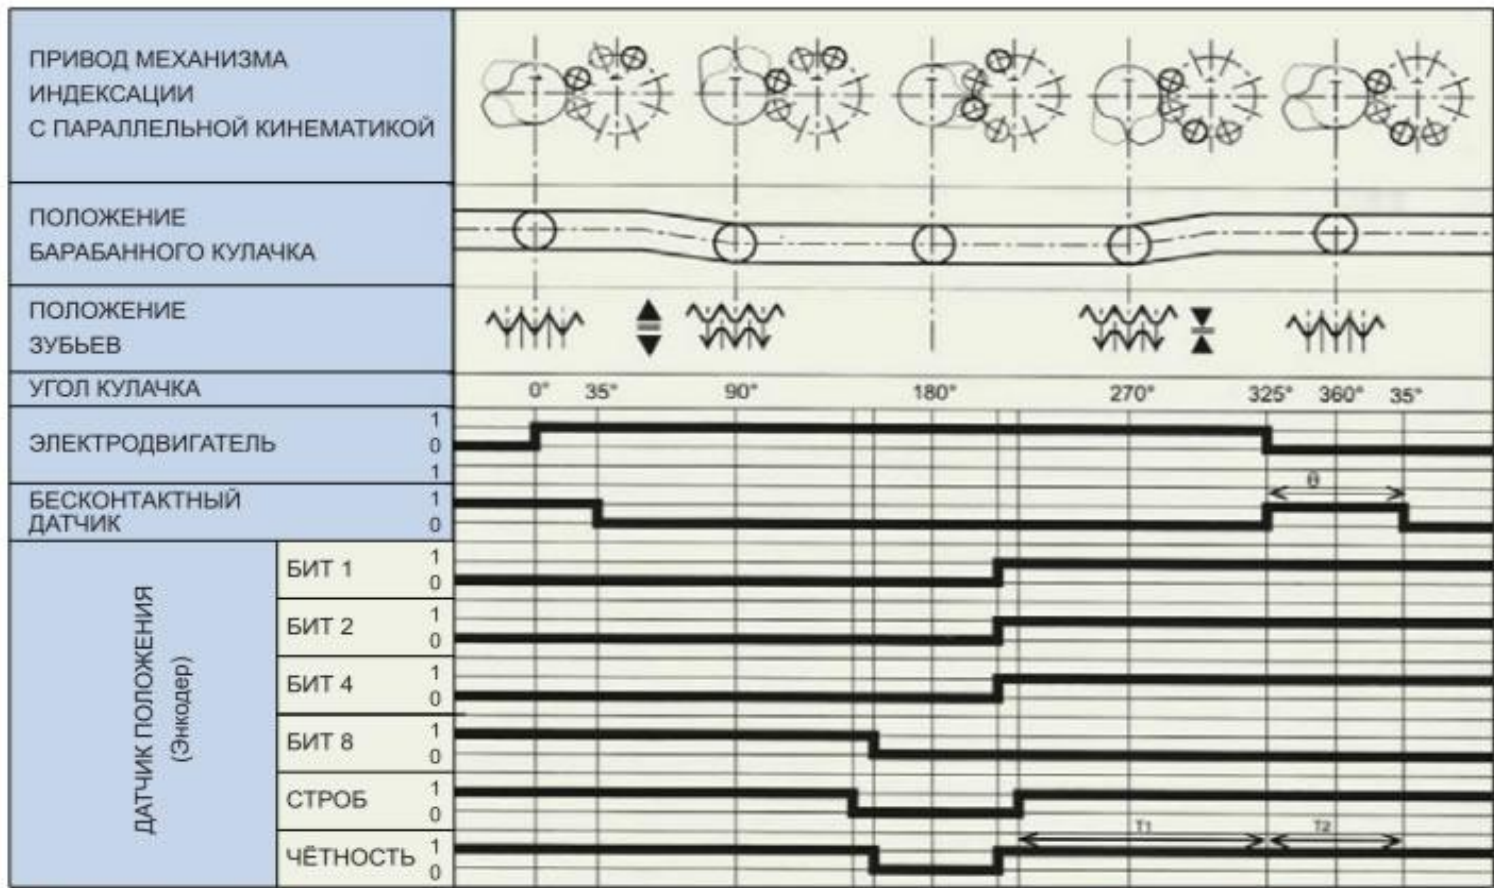 ПРИВОД МЕХАНИЗМА
ИНДЕКСАЦИИ
С ПАРАЛЛЕЛЬНОЙ КИНЕМАТИКОЙ
ПОЛОЖЕНИЕ
БАРАБАННОГО КУЛАЧКА
ПОЛОЖЕНИЕ
ЗУБЬЕВ
УГОЛ КУЛАЧКА 0° 35° 90° 180° 270° 325° 360° 35°
ЭЛЕКТРОДВИГАТЕЛЬ 1
0
1
БЕСКОНТАКТНЫЙ
ДАТЧИК 1
0
θ
ДАТЧИК ПОЛОЖЕНИЯ
(Энкодер)
БИТ 1 1
0
БИТ 2 1
0
БИТ 4 1
0
БИТ 8 1
0
СТРОБ 1
0
ЧЁТНОСТЬ 1
0
T1 T2